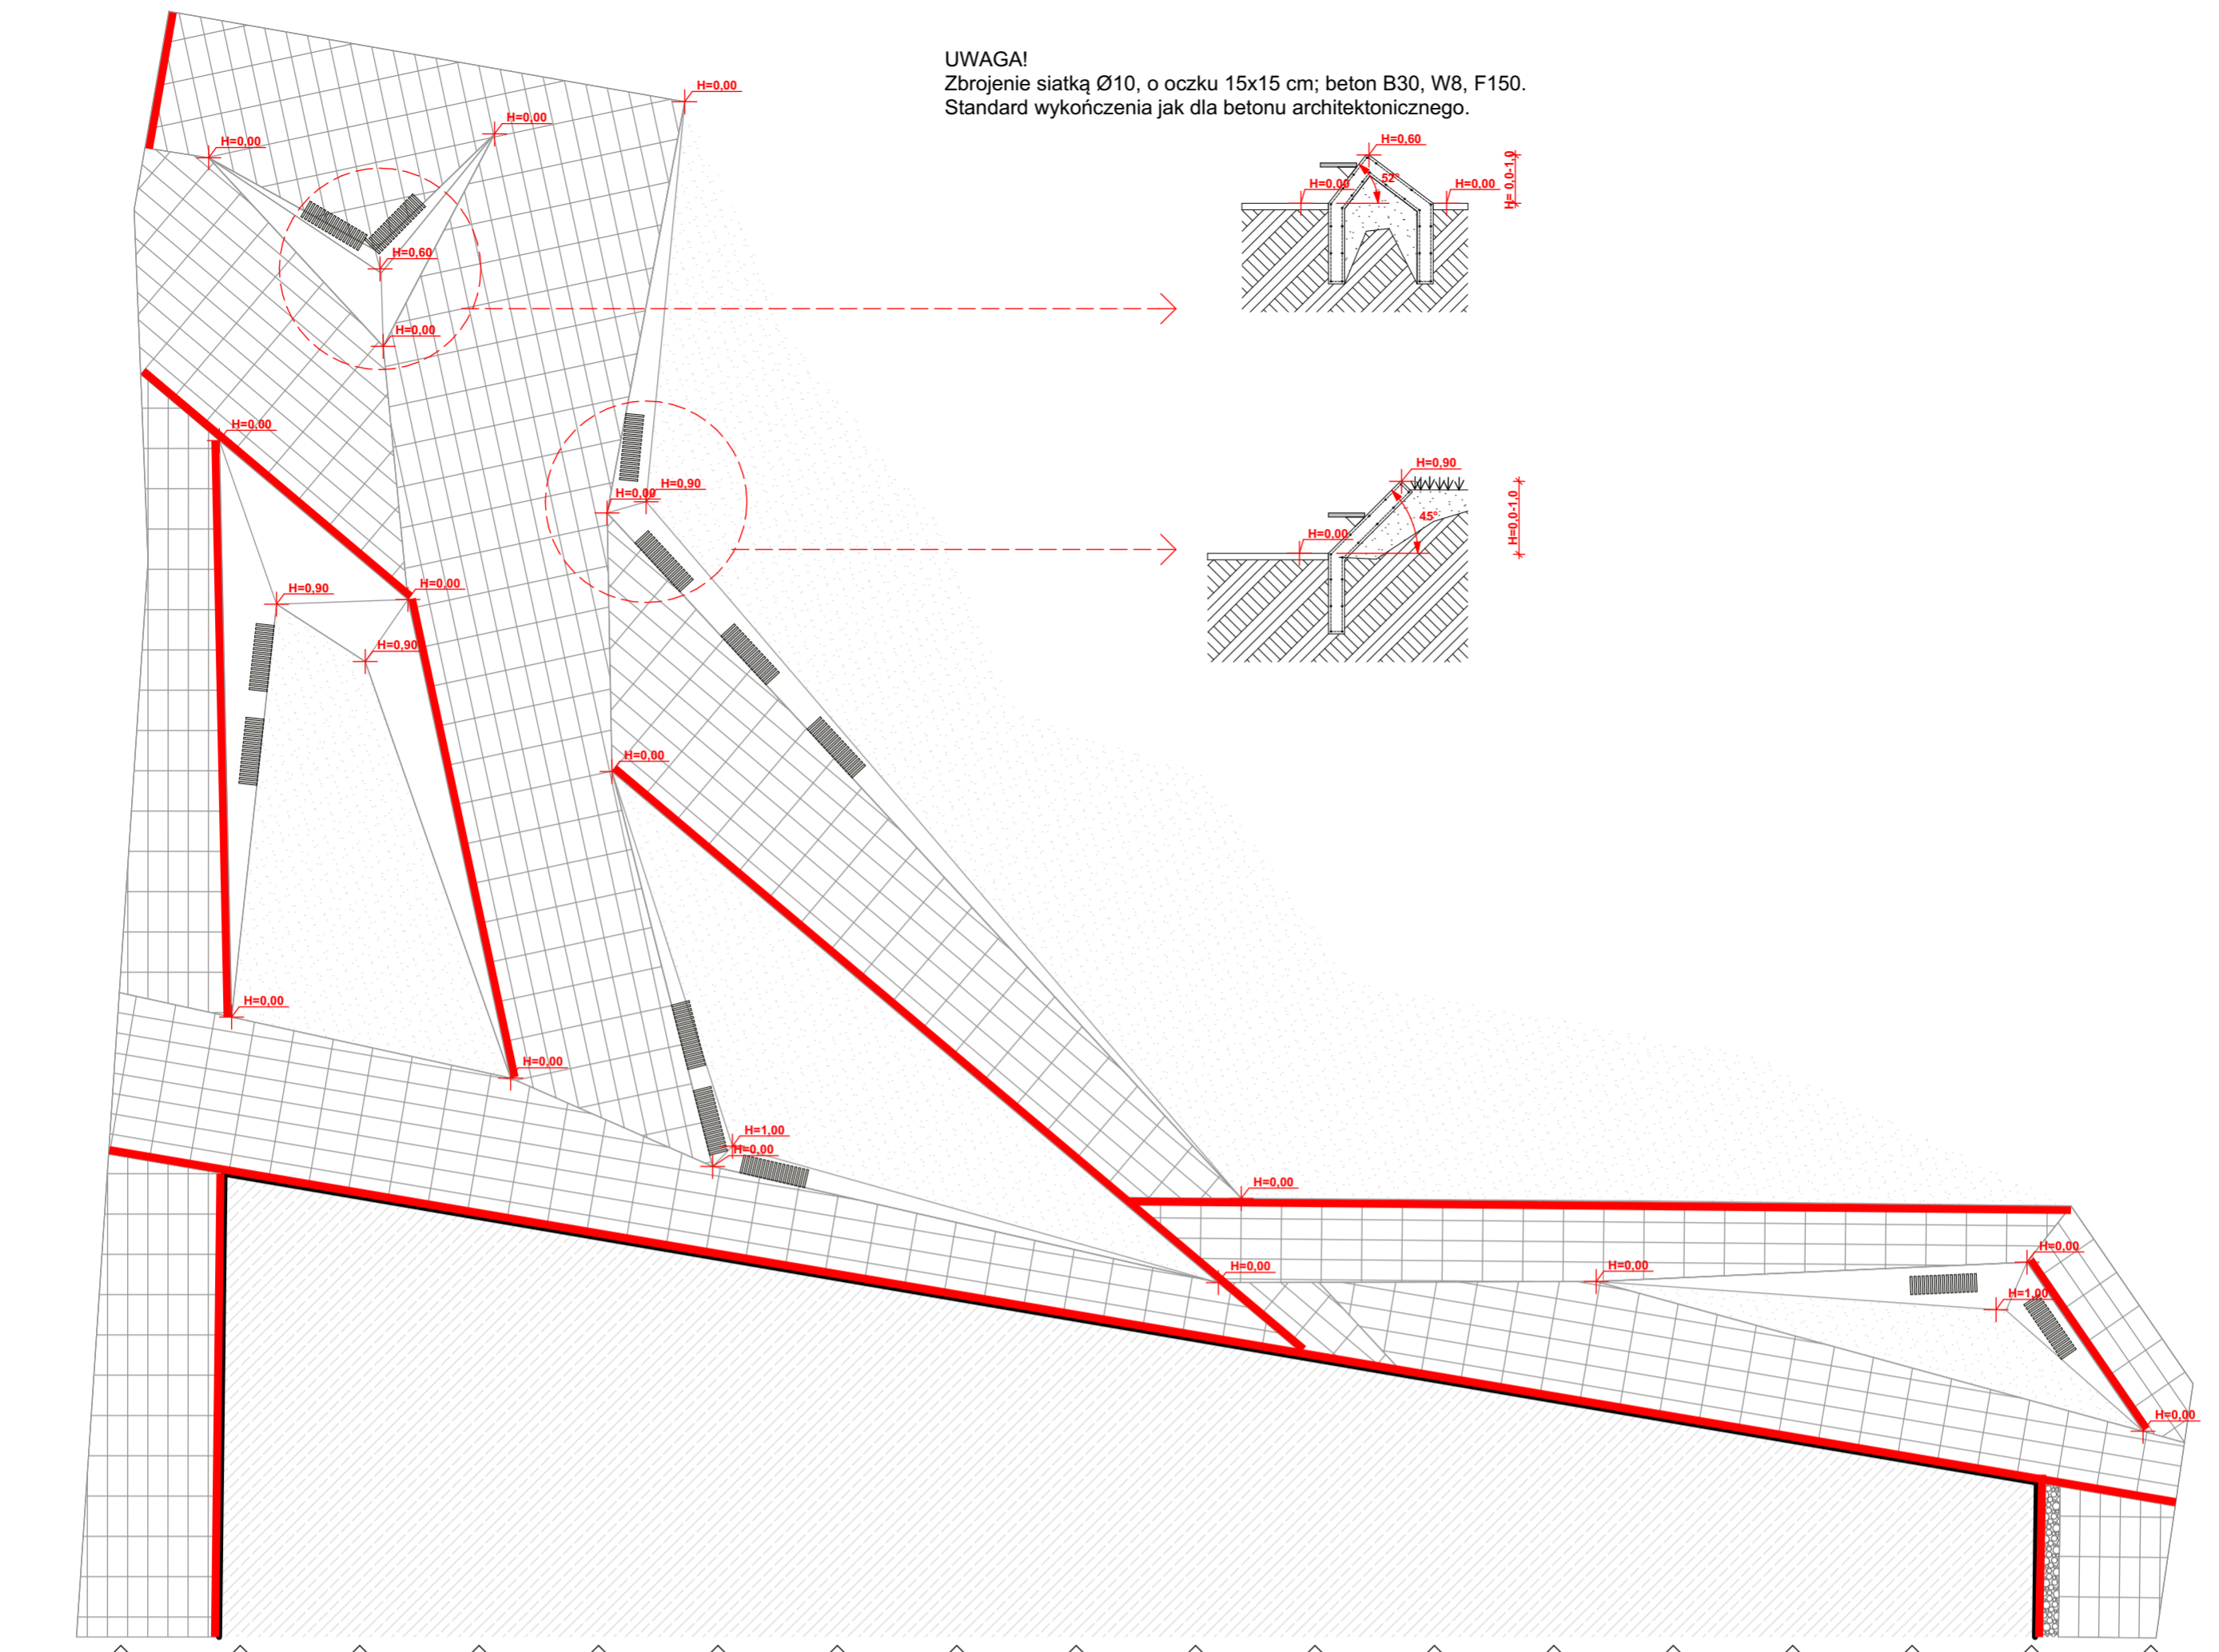 UWAGA!
Zbrojenie siatką Ø10, o oczku 15x15 cm; beton B30, W8, F150.
Standard wykończenia jak dla betonu architektonicznego.
H=0,00
H=0,00
H=0,00
H=0,60
H=0,00
H=0,60
52°
H=0,00
H=0,00
H= 0,0-1,0
H=0,00
H=0,90
H=0,00
H=0,90
45°
H=0,00
H=0,0-1,0
H=0,90
H=0,00
H=0,90
H=0,00
H=0,00
H=0,00
H=1,00
H=0,00
H=0,00
H=0,00
H=0,00
H=0,00
H=1,00
H=0,00